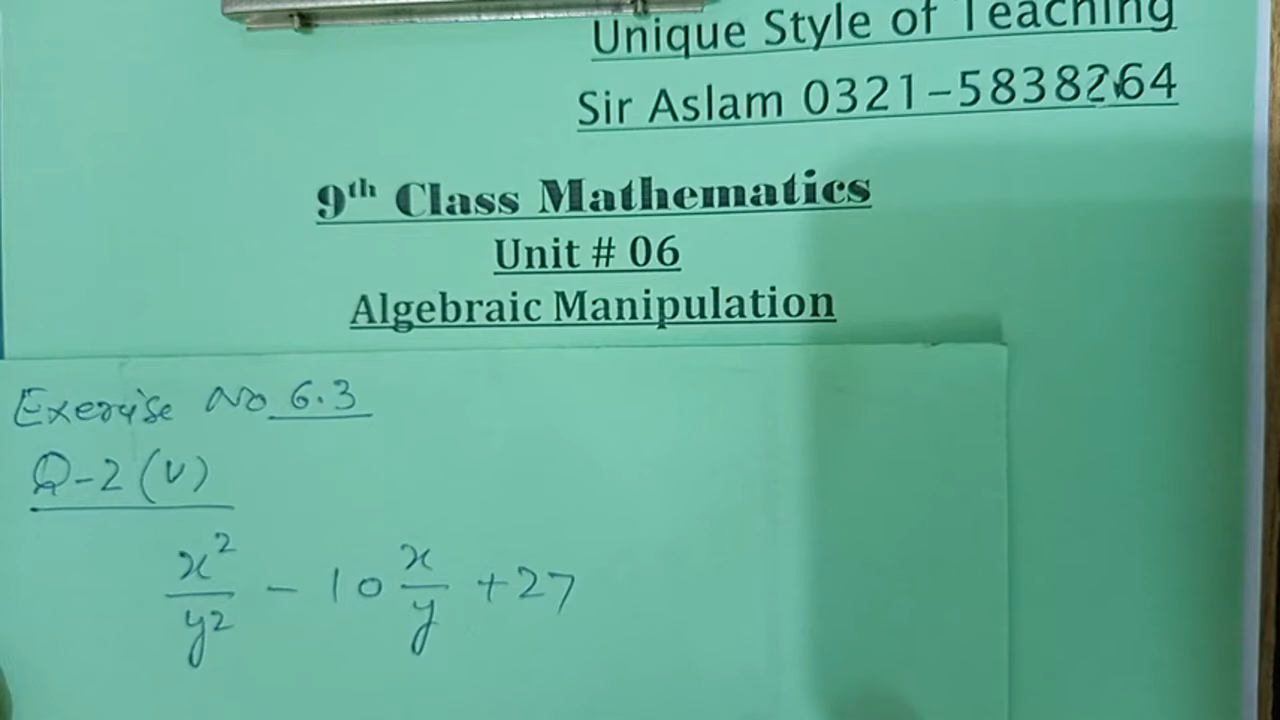 Unique Style of Teaching
Sir Aslam 0321-5838264
9th Class Mathematics
Unit # 06
Algebraic Manipulation
Exercise No 6.3
Q-2 (v)
x²/y² - 10 x/y + 27